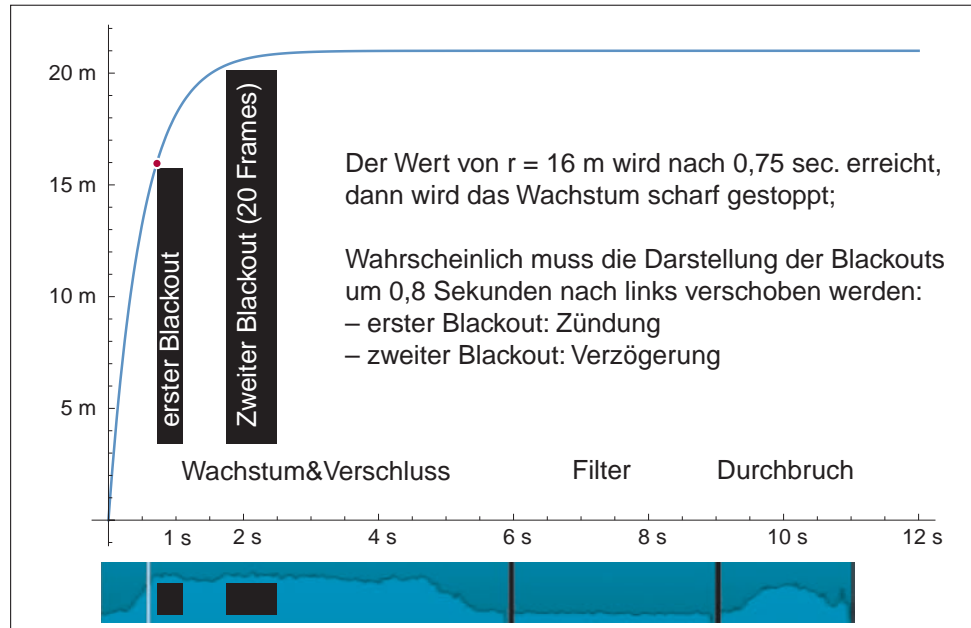 20 m
15 m
10 m
5 m
erster Blackout
Zweiter Blackout (20 Frames)
Der Wert von r = 16 m wird nach 0,75 sec. erreicht,
dann wird das Wachstum scharf gestoppt;
Wahrscheinlich muss die Darstellung der Blackouts
um 0,8 Sekunden nach links verschoben werden:
– erster Blackout: Zündung
– zweiter Blackout: Verzögerung
Wachstum&Verschluss
Filter
Durchbruch
1 s 2 s 4 s 6 s 8 s 10 s 12 s